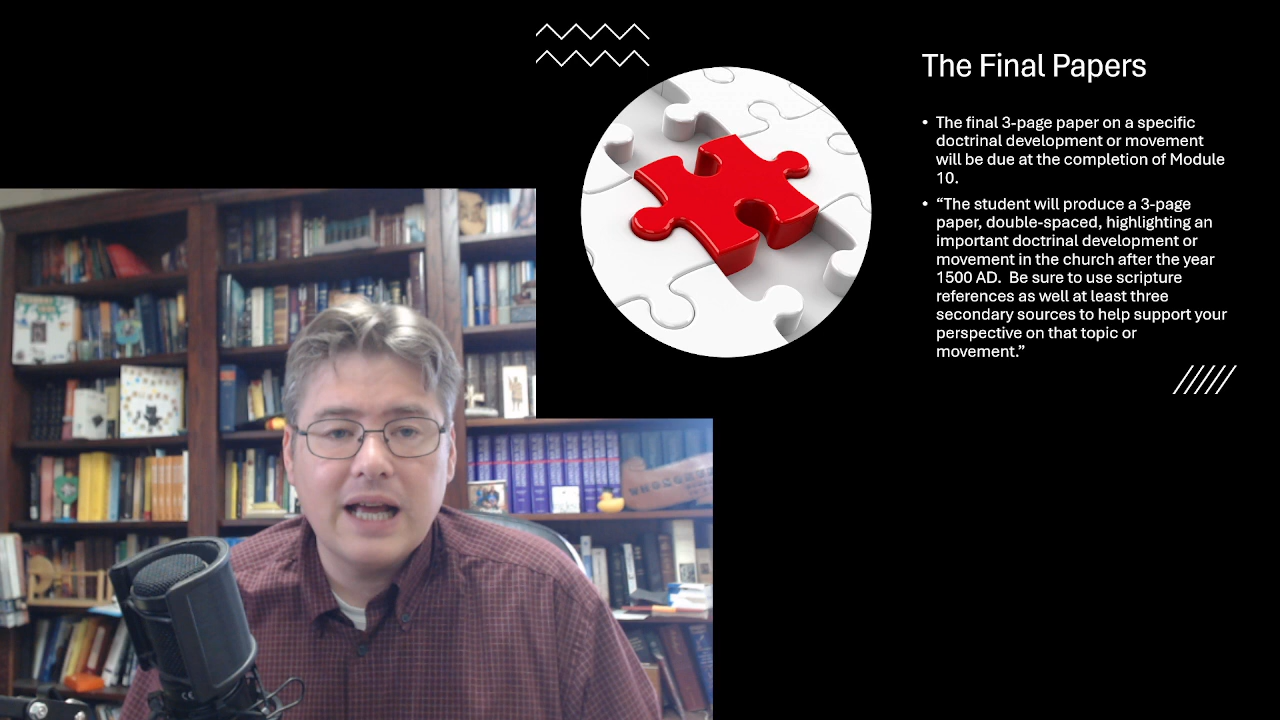 The Final Papers
• The final 3-page paper on a specific
doctrinal development or movement
will be due at the completion of Module
10.
• “The student will produce a 3-page
paper, double-spaced, highlighting an
important doctrinal development or
movement in the church after the year
1500 AD.  Be sure to use scripture
references as well at least three
secondary sources to help support your
perspective on that topic or
movement.”